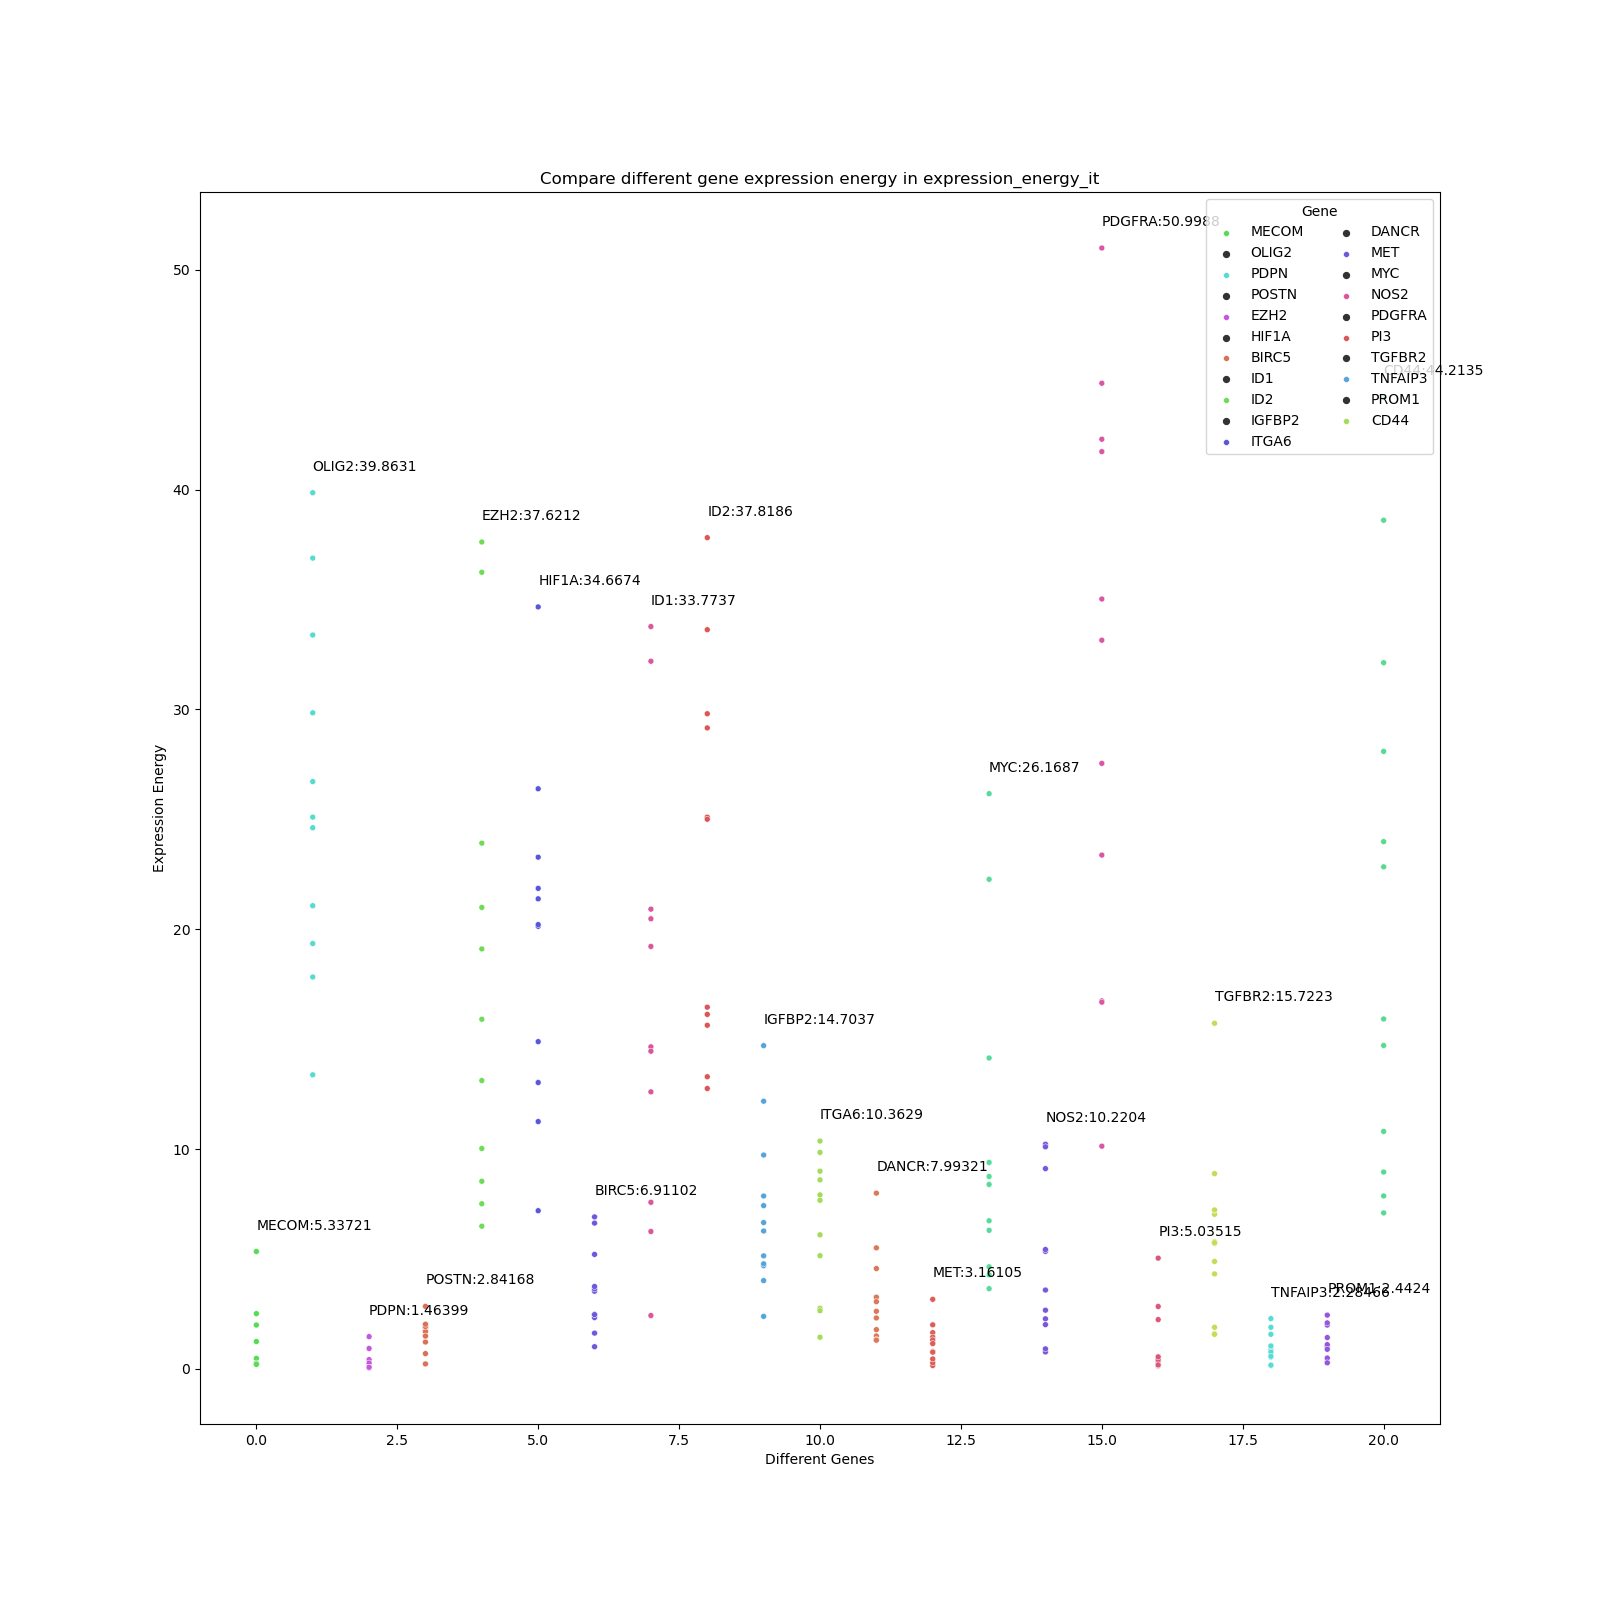 Compare different gene expression energy in expression_energy_it
PDGFRA:50.9988
Gene
MECOM
OLIG2
PDPN
POSTN
EZH2
HIF1A
BIRC5
ID1
ID2
IGFBP2
ITGA6
DANCR
MET
MYC
NOS2
PDGFRA
PI3
TGFBR2
TNFAIP3
PROM1
CD44
CD44:44.2135
OLIG2:39.8631
EZH2:37.6212
ID2:37.8186
HIF1A:34.6674
ID1:33.7737
MYC:26.1687
TGFBR2:15.7223
IGFBP2:14.7037
ITGA6:10.3629
NOS2:10.2204
DANCR:7.99321
BIRC5:6.91102
MECOM:5.33721
PI3:5.03515
MET:3.16105
POSTN:2.84168
PDPN:1.46399
TNFAIP3:2.28466
PROM1:2.4424
50
40
30
20
10
0
Expression Energy
0.0
2.5
5.0
7.5
10.0
12.5
15.0
17.5
20.0
Different Genes